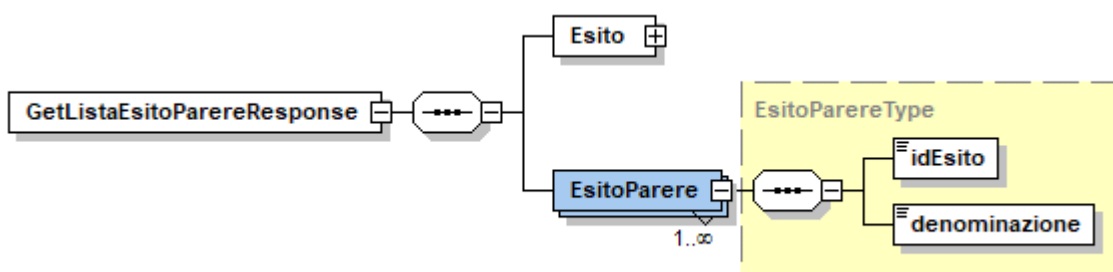 Esito
GetListaEsitoParereResponse
EsitoParereType
idEsito
EsitoParere
denominazione
1..∞